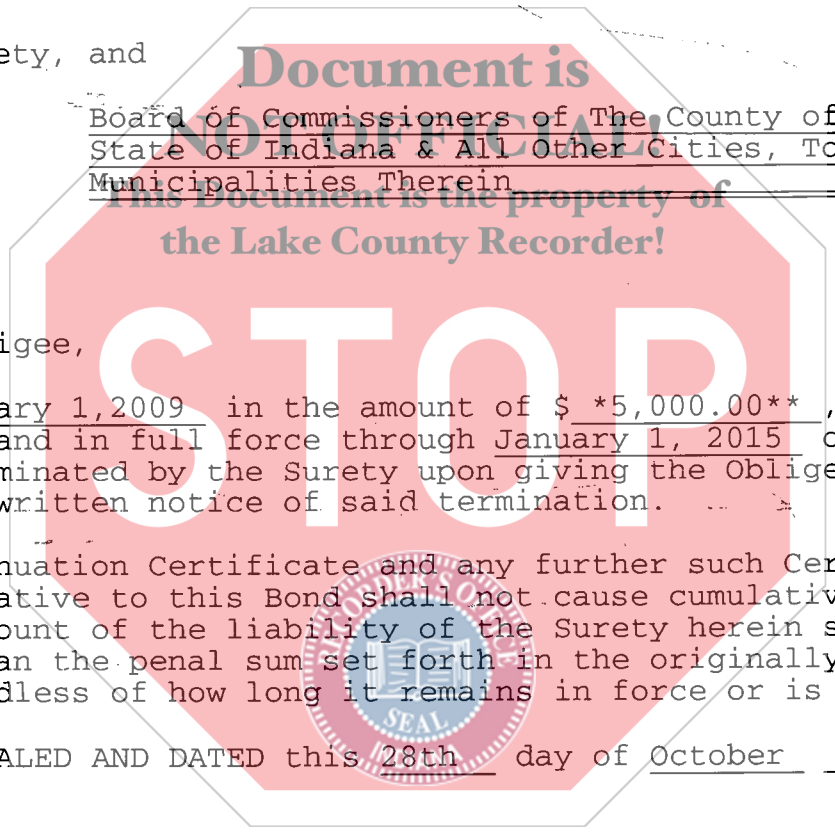 ety, and
Document is
Board of Commissioners of The County of
NOT OFFICIAL!
State of Indiana & All Other Cities, To
Municipalities Therein
This Document is the property of
the Lake County Recorder!
igee,
STOP
ary 1,2009 in the amount of $ *5,000.00** ,
and in full force through January 1, 2015
minated by the Surety upon giving the Oblige
written notice of said termination.
nuation Certificate and any further such Cer
ative to this Bond shall not cause cumulativ
ount of the liability of the Surety herein s
an the penal sum set forth in the originally
dless of how long it remains in force or is
RECORDER'S OFFICE
SEAL
INDIANA
ALED AND DATED this 28th day of October